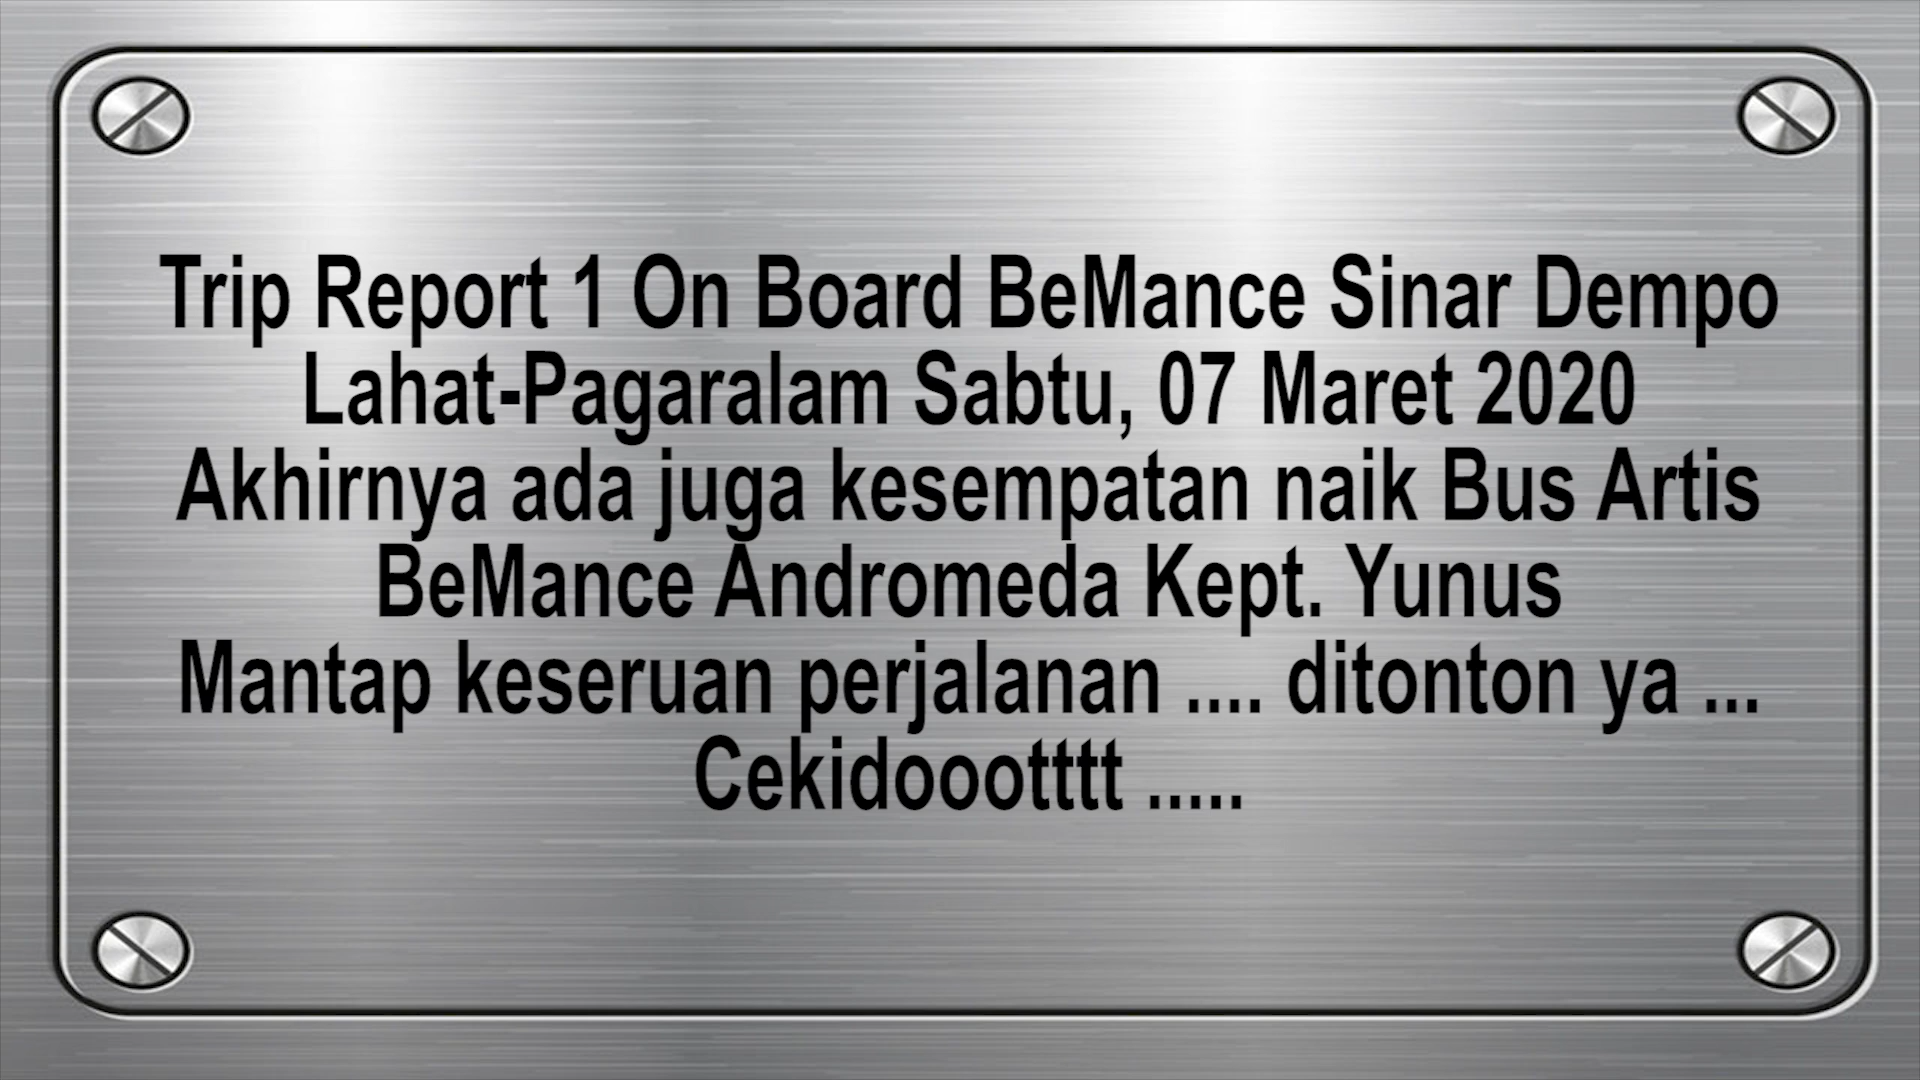 Trip Report 1 On Board BeMance Sinar Dempo
Lahat-Pagaralam Sabtu, 07 Maret 2020
Akhirnya ada juga kesempatan naik Bus Artis
BeMance Andromeda Kept. Yunus
Mantap keseruan perjalanan .... ditonton ya ...
Cekidoootttt .....